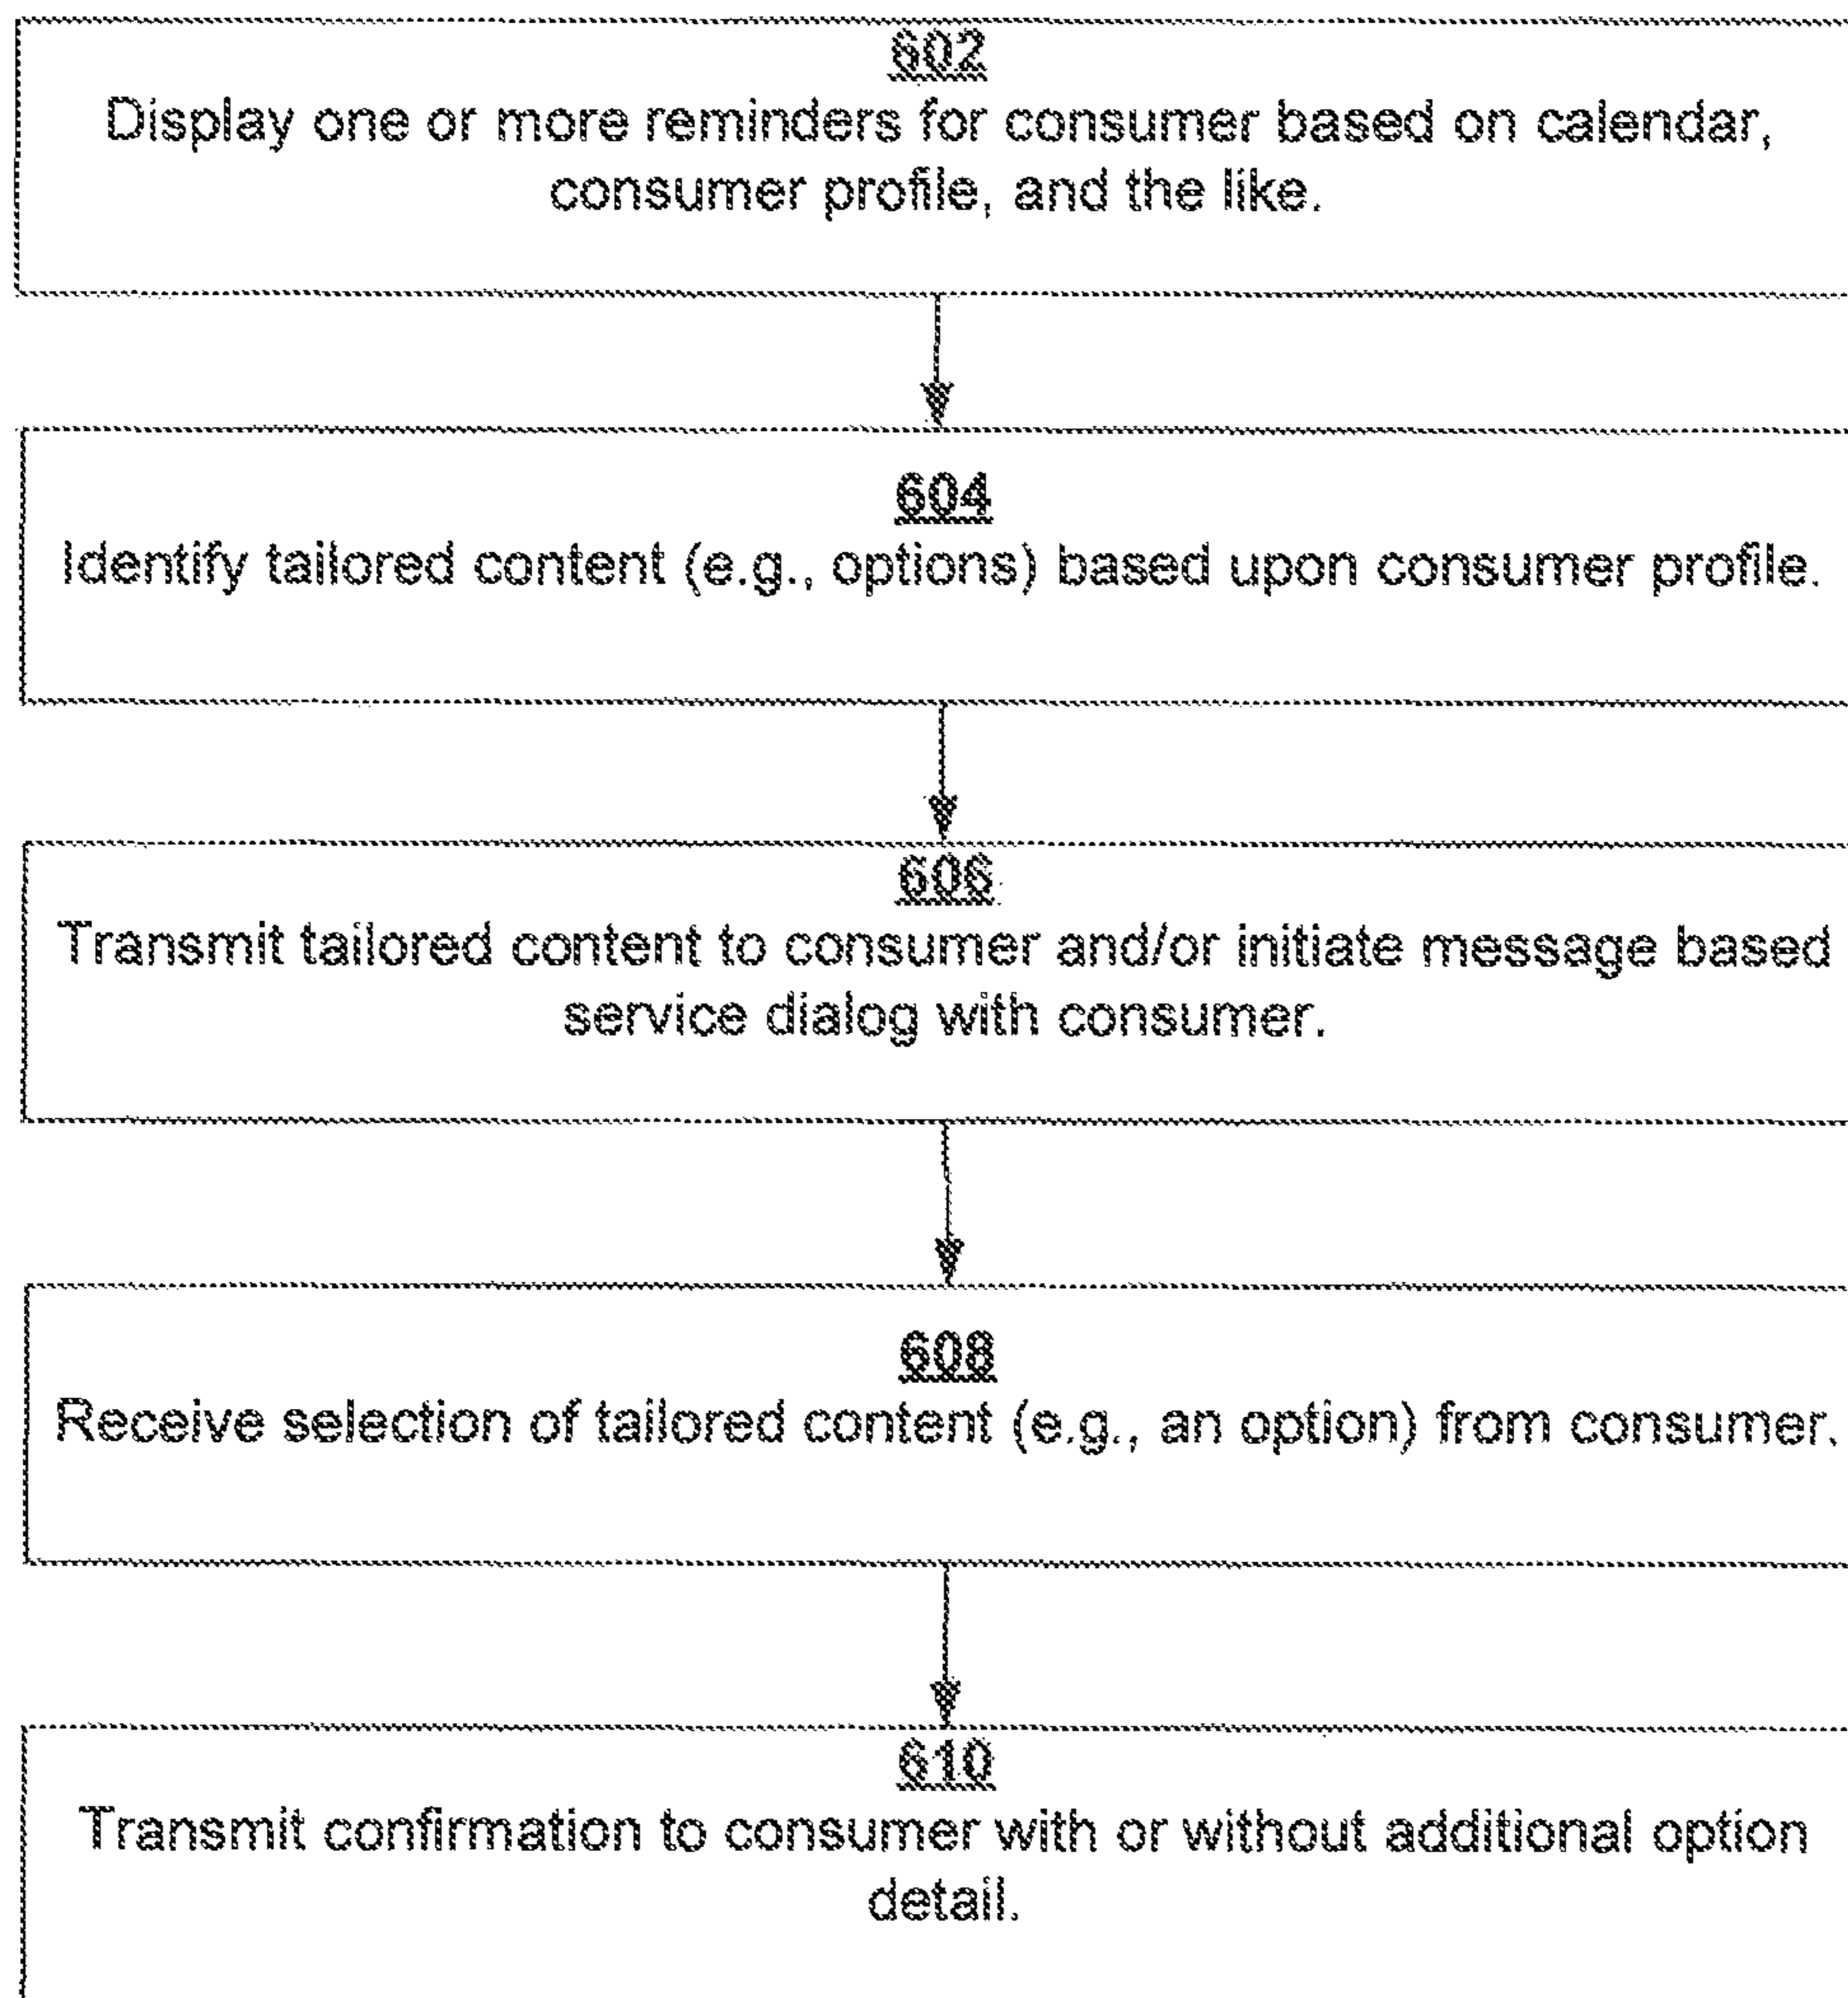 602
Display one or more reminders for consumer based on calendar,
consumer profile, and the like.
604
Identify tailored content (e.g., options) based upon consumer profile.
606
Transmit tailored content to consumer and/or initiate message based
service dialog with consumer.
608
Receive selection of tailored content (e.g., an option) from consumer.
610
Transmit confirmation to consumer with or without additional option
detail.